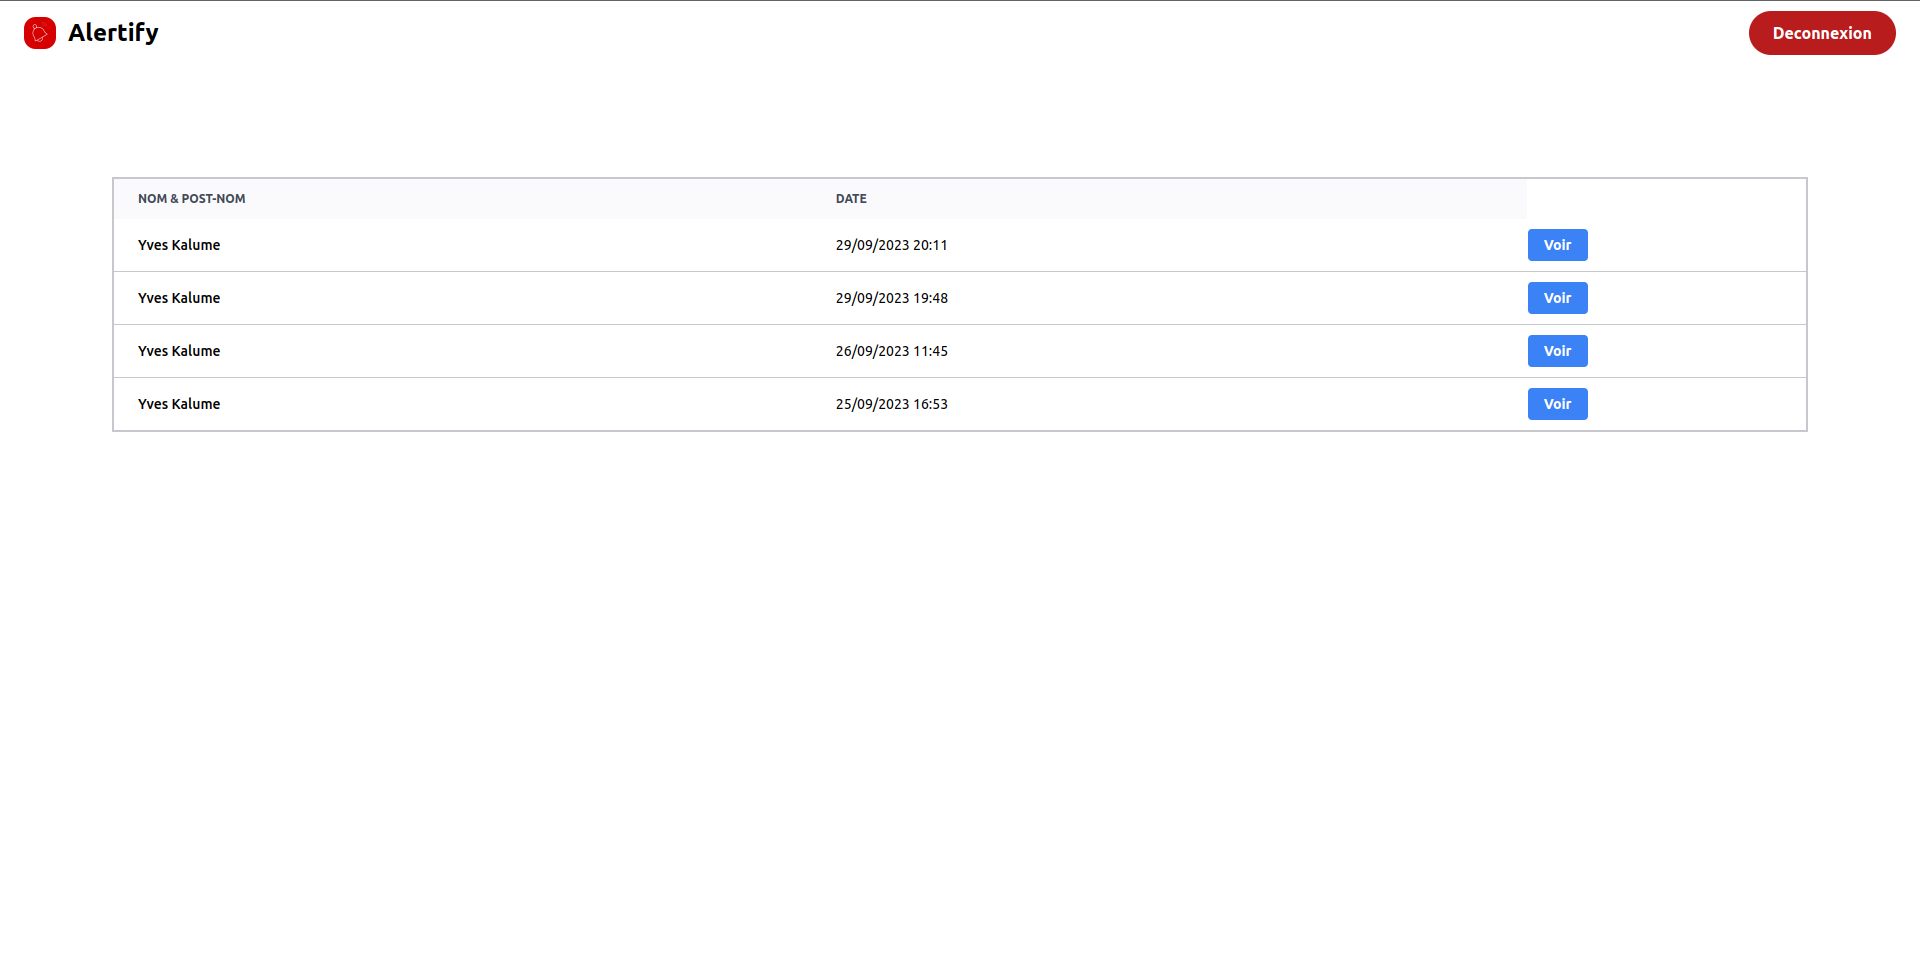 Alertify
Deconnexion
NOM & POST-NOM DATE
Yves Kalume 29/09/2023 20:11 Voir
Yves Kalume 29/09/2023 19:48 Voir
Yves Kalume 26/09/2023 11:45 Voir
Yves Kalume 25/09/2023 16:53 Voir